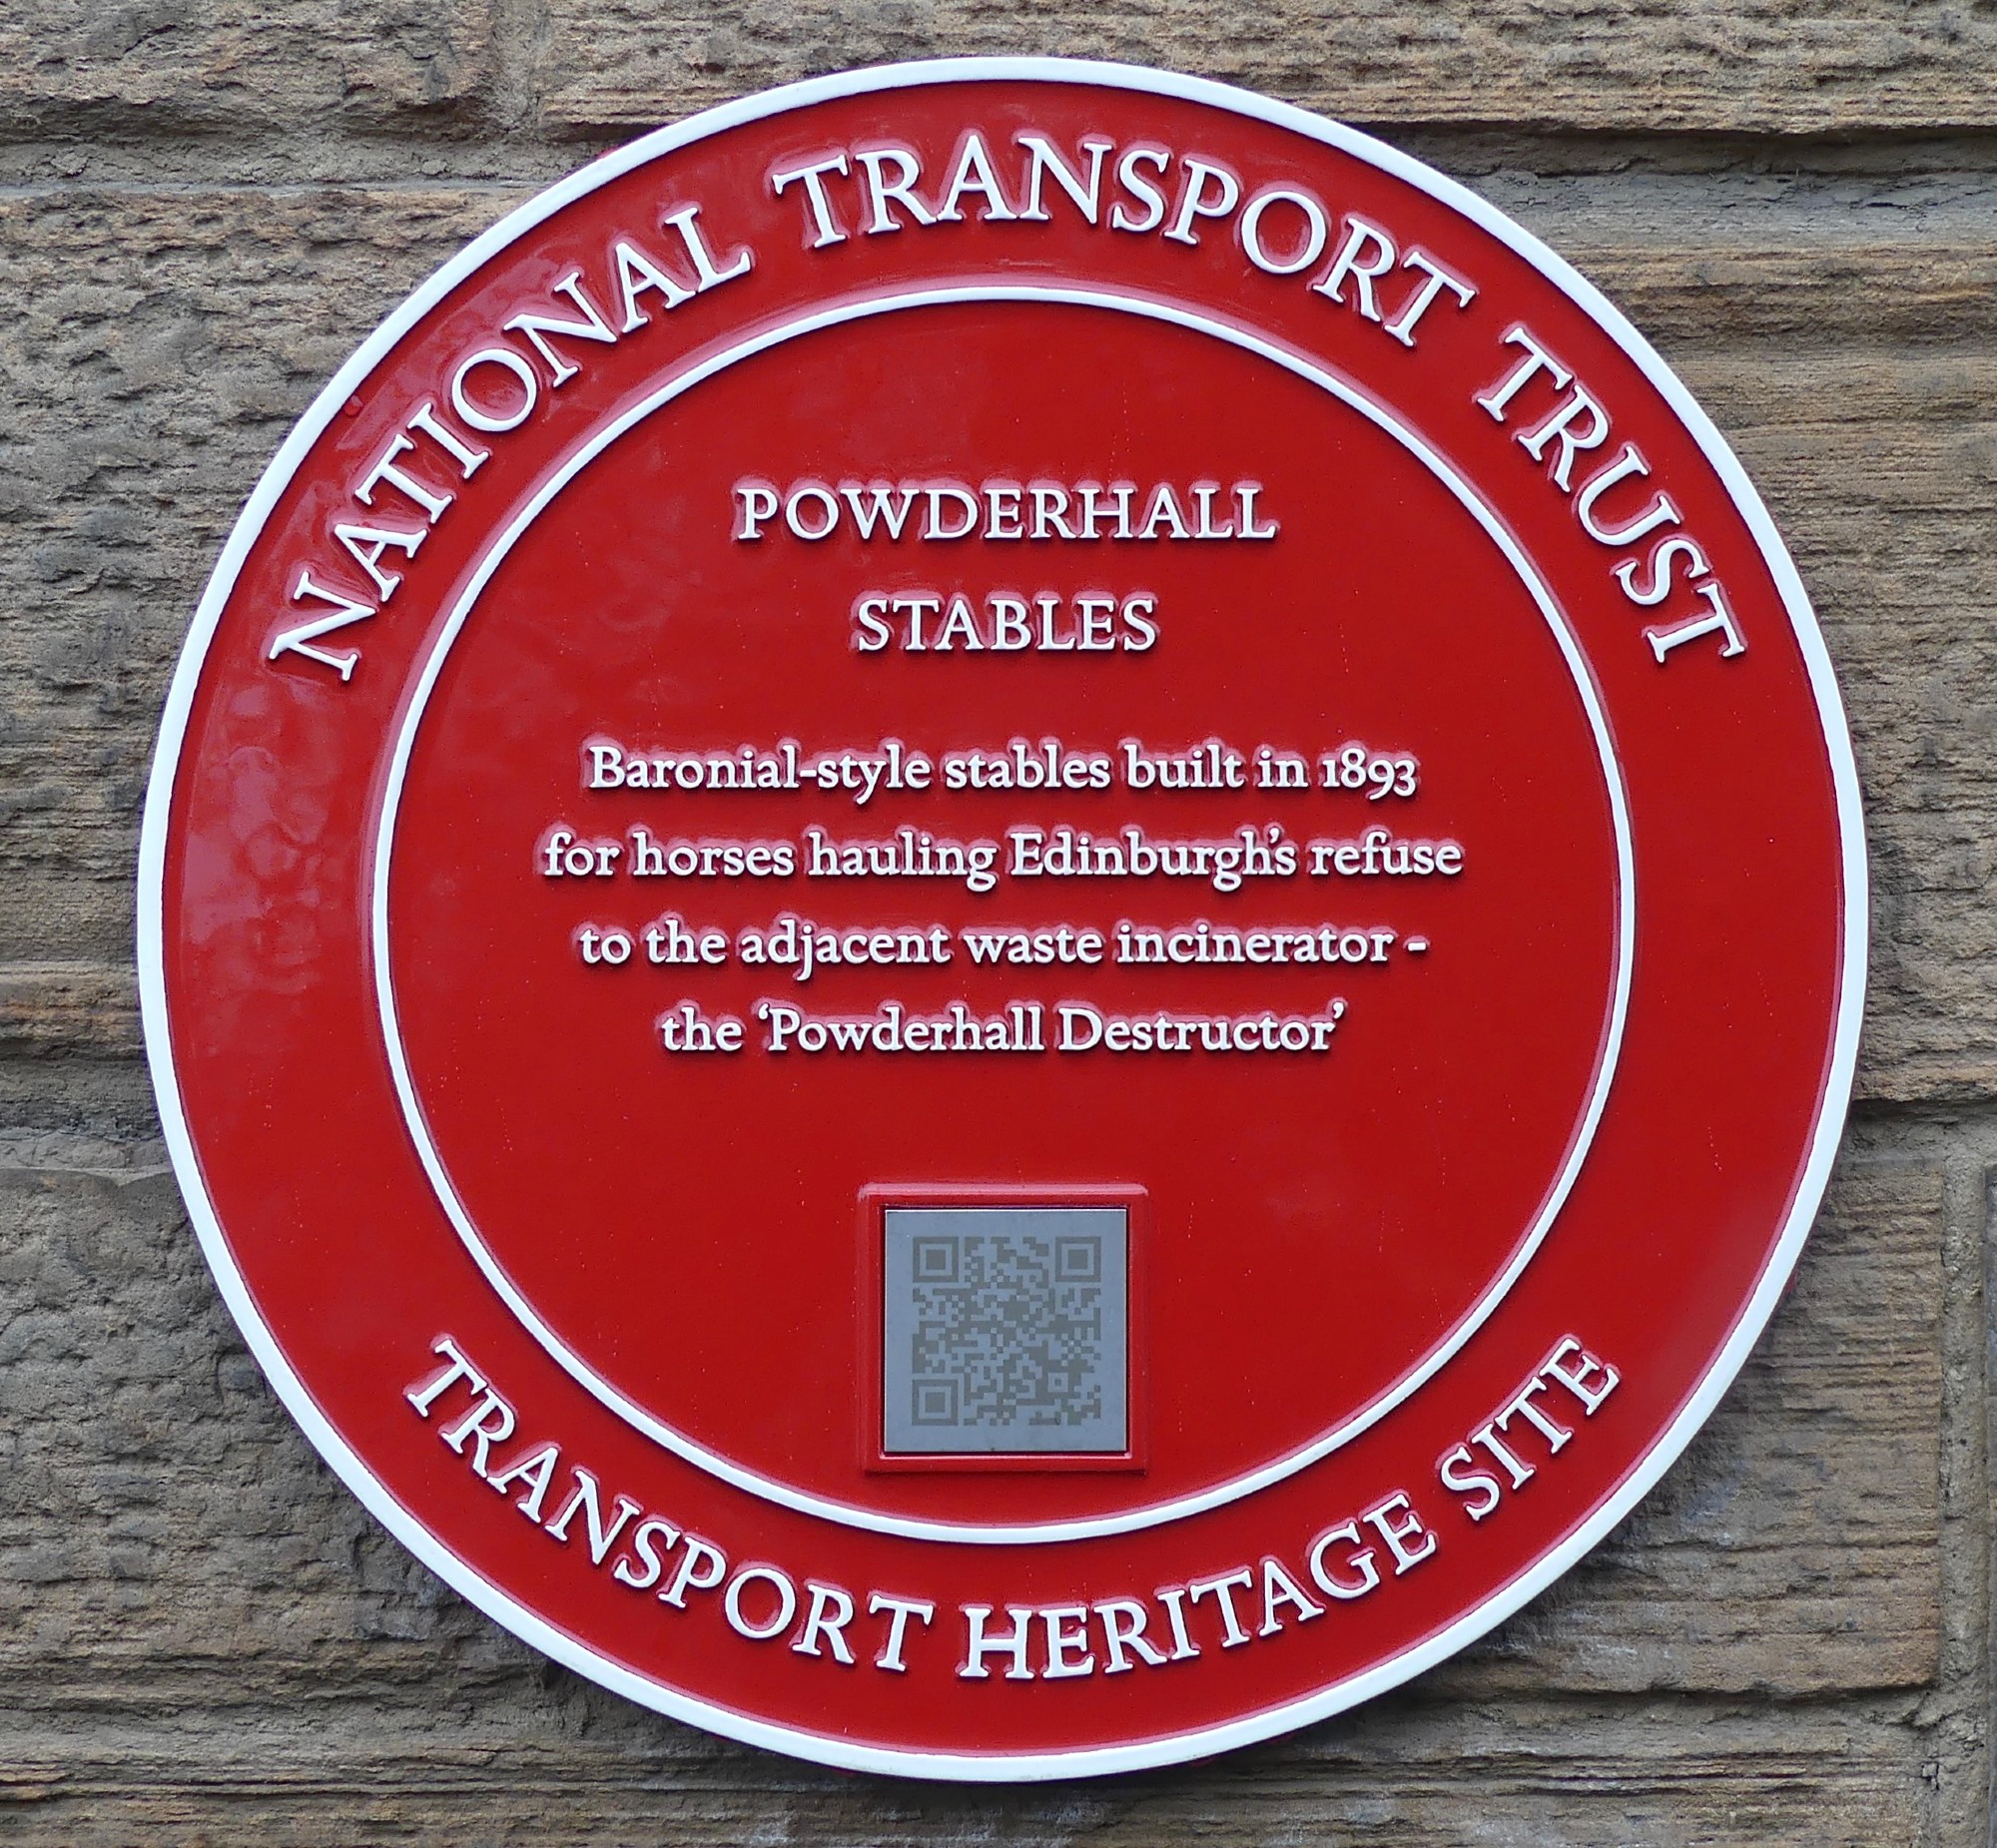 NATIONAL TRANSPORT TRUST
POWDERHALL
STABLES
Baronial-style stables built in 1893
for horses hauling Edinburgh's refuse
to the adjacent waste incinerator -
the ‘Powderhall Destructor’
TRANSPORT HERITAGE SITE